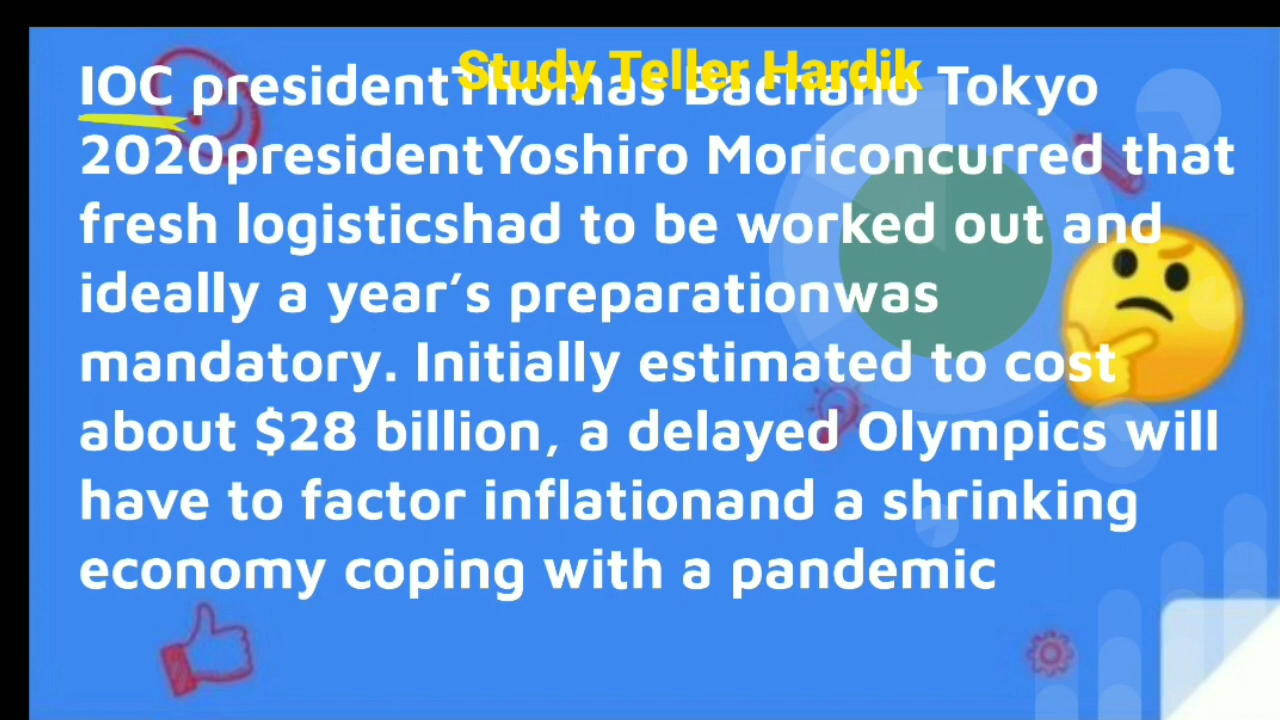 Study Teller Hardik
IOC presidentThomas Bachand Tokyo
2020presidentYoshiro Moriconcurred that
fresh logisticshad to be worked out and
ideally a year’s preparationwas
mandatory. Initially estimated to cost
about $28 billion, a delayed Olympics will
have to factor inflationand a shrinking
economy coping with a pandemic